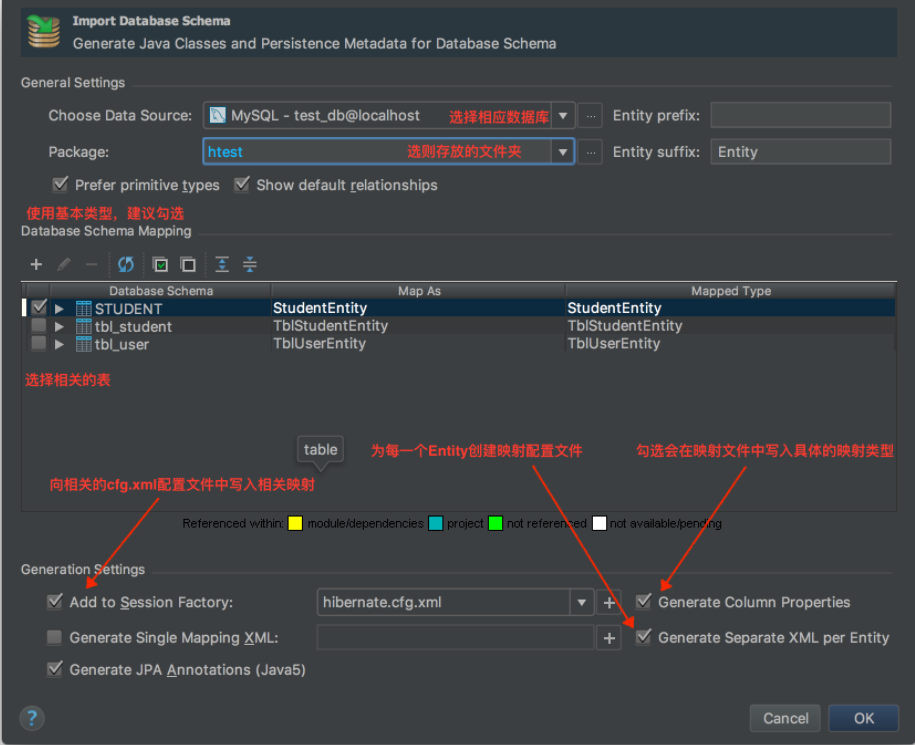 Import Database Schema
Generate Java Classes and Persistence Metadata for Database Schema
General Settings
Choose Data Source: MySQL - test_db@localhost 选择相应数据库 ... Entity prefix:
Package: htest 选则存放的文件夹 ... Entity suffix: Entity
Prefer primitive types Show default relationships
使用基本类型，建议勾选
Database Schema Mapping
Database Schema Map As Mapped Type
STUDENT StudentEntity StudentEntity
tbl_student TblStudentEntity TblStudentEntity
tbl_user TblUserEntity TblUserEntity
选择相关的表
table 为每一个Entity创建映射配置文件 勾选会在映射文件中写入具体的映射类型
向相关的cfg.xml配置文件中写入相关映射
Referenced within: module/dependencies project not referenced not available/pending
Generation Settings
Add to Session Factory: hibernate.cfg.xml Generate Column Properties
Generate Single Mapping XML: Generate Separate XML per Entity
Generate JPA Annotations (Java5)
? Cancel OK